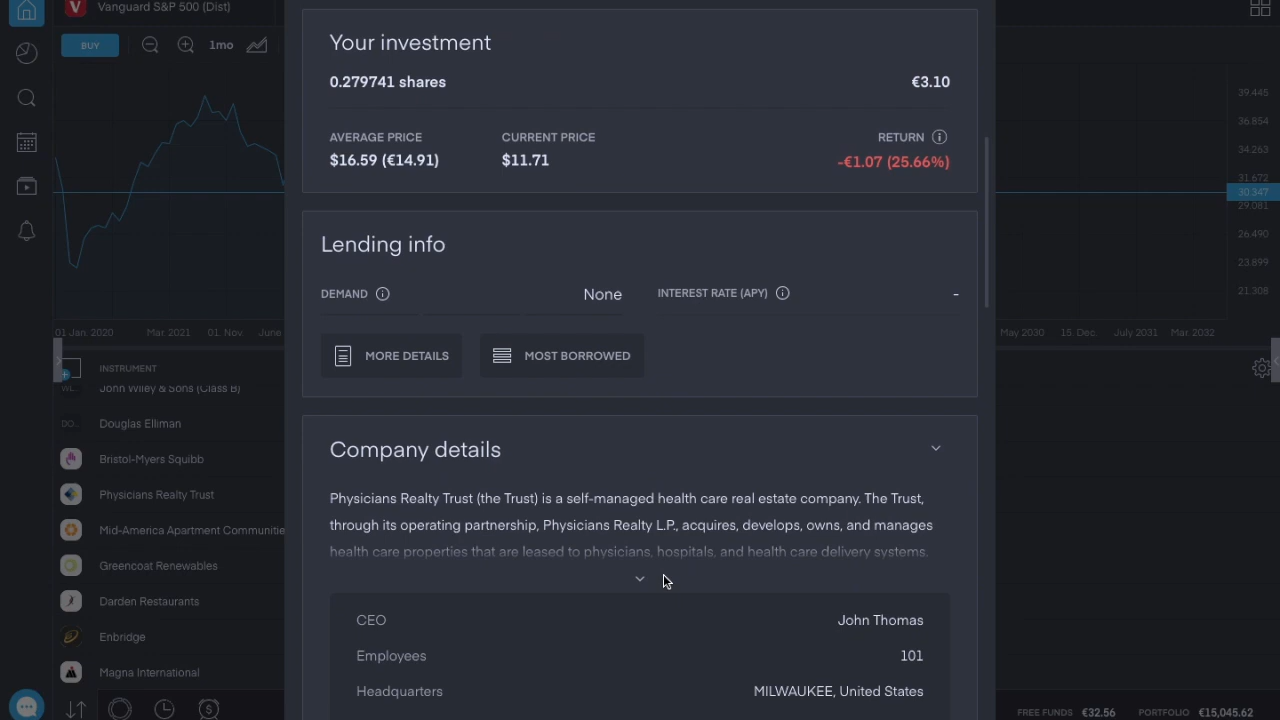 Vanguard S&P 500 (Dist)
BUY
1mo
39.445
36.854
34.263
31.672
30.347
29.081
26.490
23.899
21.308
01 Jan. 2020
Mar. 2021
01. Nov.
June
May 2030
15. Dec.
July 2031
Mar. 2032
INSTRUMENT
John Wiley & Sons (Class B)
DO..
Douglas Elliman
Bristol-Myers Squibb
Physicians Realty Trust
Mid-America Apartment Communitie
Greencoat Renewables
Darden Restaurants
Enbridge
Magna International
Your investment
0.279741 shares €3.10
AVERAGE PRICE CURRENT PRICE RETURN
$16.59 (€14.91) $11.71 -€1.07 (25.66%)
Lending info
DEMAND None INTEREST RATE (APY) -
MORE DETAILS MOST BORROWED
Company details
Physicians Realty Trust (the Trust) is a self-managed health care real estate company. The Trust,
through its operating partnership, Physicians Realty L.P., acquires, develops, owns, and manages
health care properties that are leased to physicians, hospitals, and health care delivery systems.
CEO John Thomas
Employees 101
Headquarters MILWAUKEE, United States
FREE FUNDS €32.56 PORTFOLIO €15,045.62